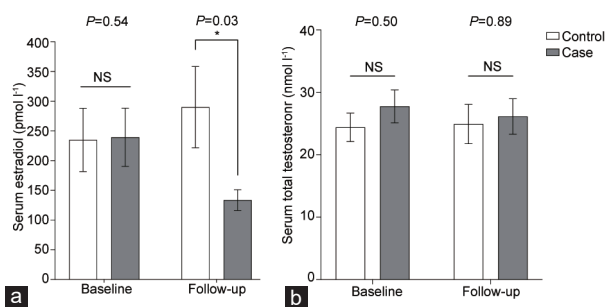 P=0.54 P=0.03
400
350
300
250
200
150
100
50
0
Serum estradiol (pmol l-1)
NS
*
Baseline Follow-up
a
P=0.50 P=0.89
Control
Case
40
30
20
10
0
Serum total testosteronr (nmol l-1)
NS NS
Baseline Follow-up
b